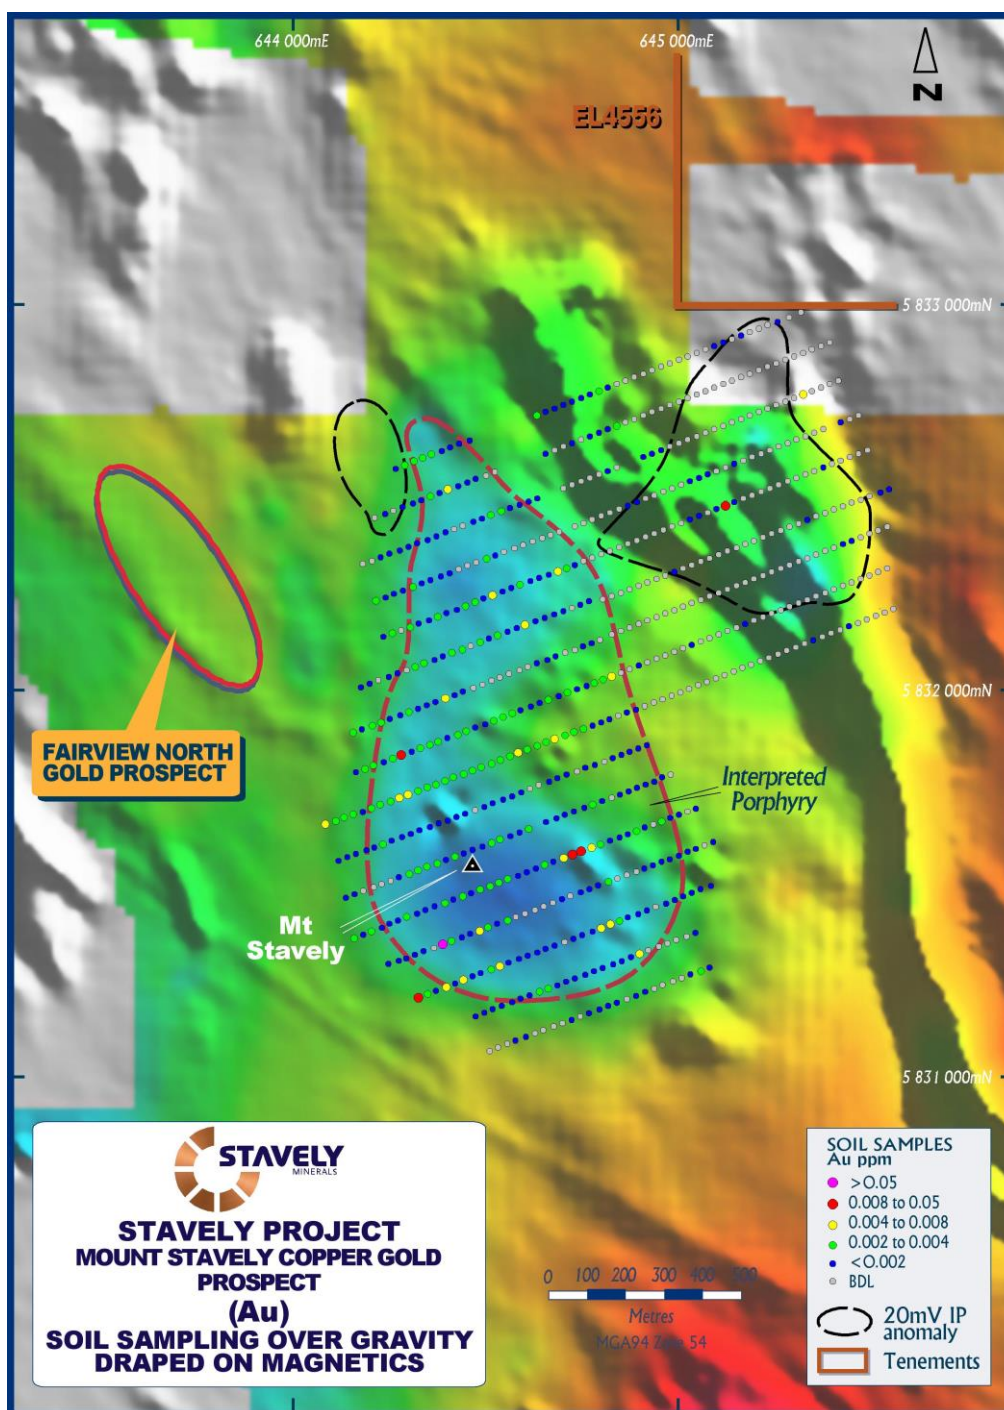 644 000mE
645 000mE
N
EL4556
5 833 000mN
5 832 000mN
FAIRVIEW NORTH
GOLD PROSPECT
Interpreted
Porphyry
Mt
Stavely
5 831 000mN
STAVELY
MINERALS
STAVELY PROJECT
MOUNT STAVELY COPPER GOLD
PROSPECT
(Au)
SOIL SAMPLING OVER GRAVITY
DRAPED ON MAGNETICS
0 100 200 300 400 500
Metres
MGA94 Zone 54
SOIL SAMPLES
Au ppm
>0.05
0.008 to 0.05
0.004 to 0.008
0.002 to 0.004
<0.002
BDL
20mV IP
anomaly
Tenements